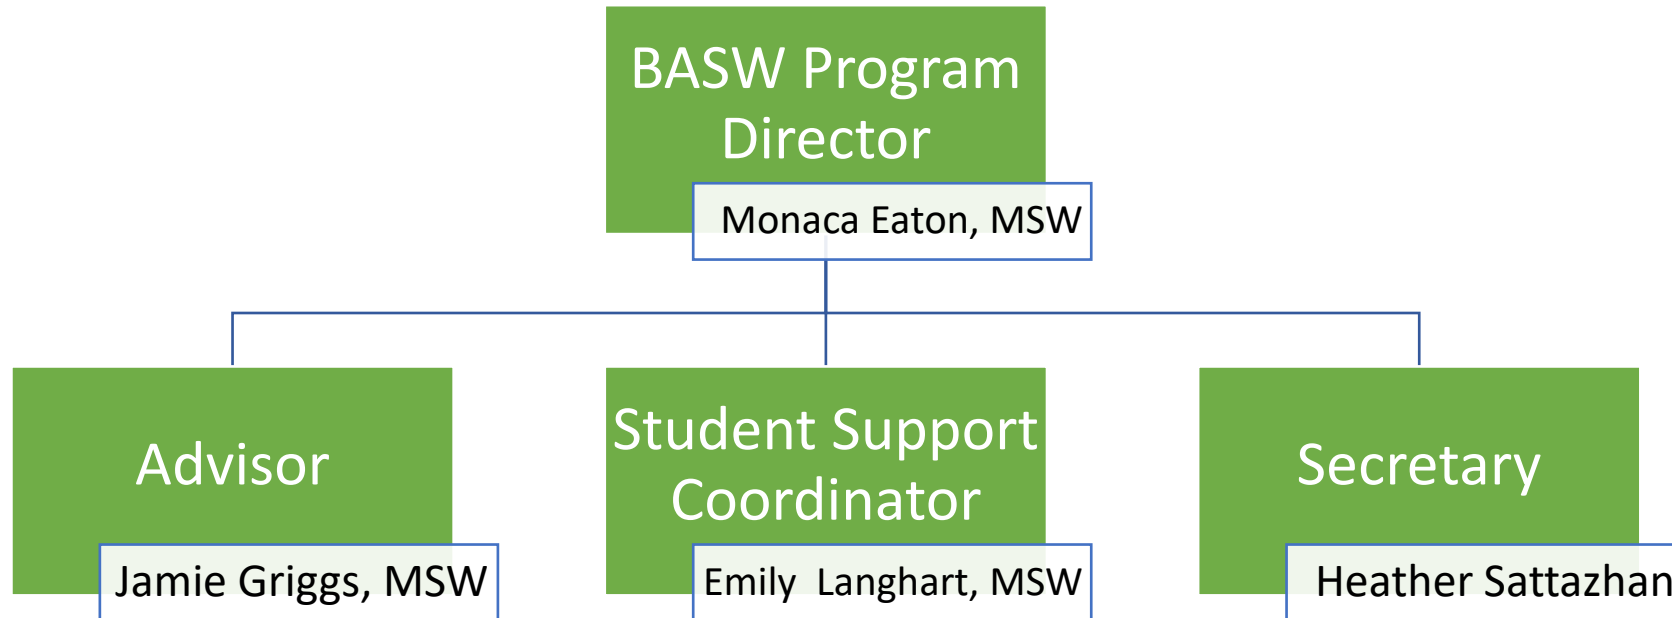 BASW Program
Director
Monaca Eaton, MSW
Advisor
Jamie Griggs, MSW
Student Support
Coordinator
Emily  Langhart, MSW
Secretary
Heather Sattazhan